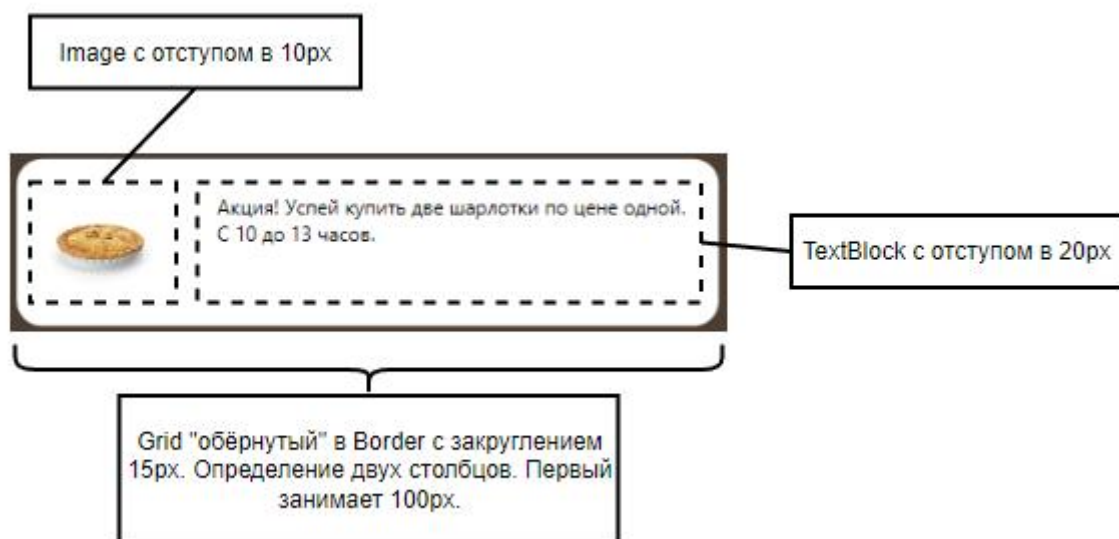 Image с отступом в 10px
Акция! Успей купить две шарлотки по цене одной.
С 10 до 13 часов.
TextBlock с отступом в 20px
Grid "обёрнутый" в Border с закруглением
15px. Определение двух столбцов. Первый
занимает 100px.